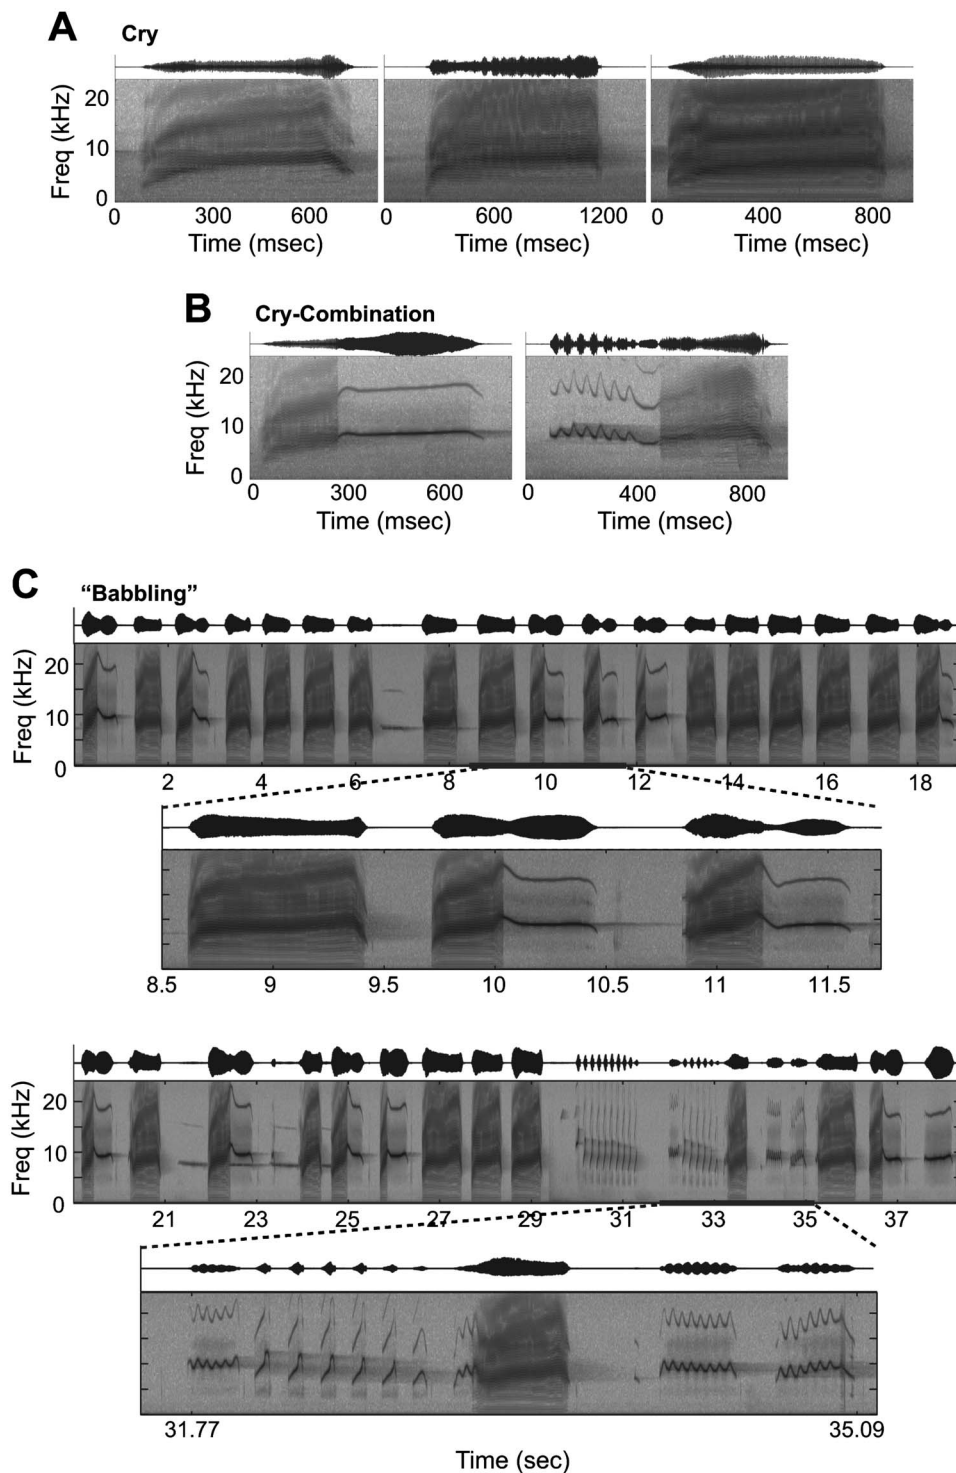 A
Cry
Freq (kHz)
20
10
0
0 300 600
Time (msec)
0 600 1200
Time (msec)
0 400 800
Time (msec)
B
Cry-Combination
Freq (kHz)
20
10
0
0 300 600
Time (msec)
0 400 800
Time (msec)
C
“Babbling”
Freq (kHz)
20
10
0
2 4 6 8 10 12 14 16 18
8.5 9 9.5 10 10.5 11 11.5
Freq (kHz)
20
10
0
21 23 25 27 29 31 33 35 37
31.77 35.09
Time (sec)